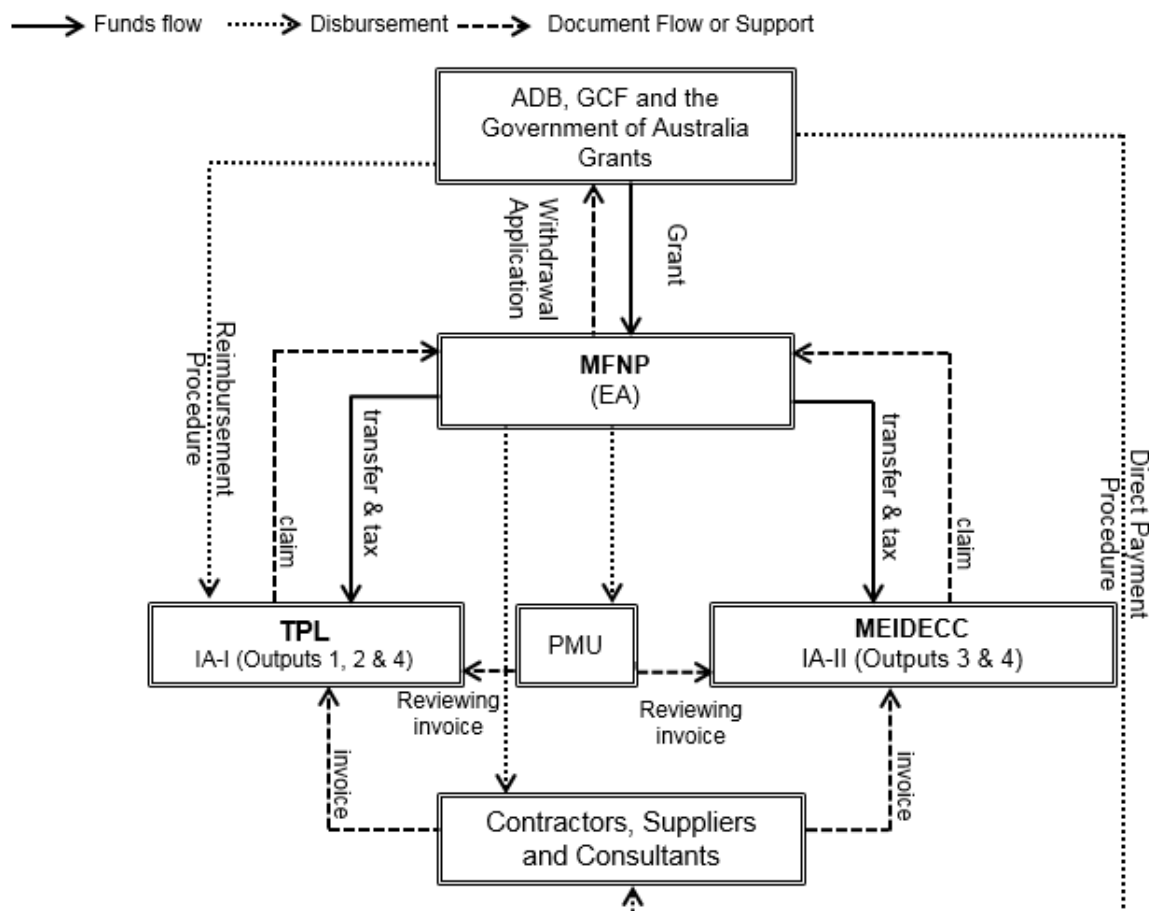 Funds flow
Disbursement
Document Flow or Support
ADB, GCF and the
Government of Australia
Grants
Withdrawal
Application
Grant
Reimbursement
Procedure
MFNP
(EA)
transfer & tax
transfer & tax
claim
claim
Direct Payment
Procedure
TPL
IA-I (Outputs 1, 2 & 4)
PMU
MEIDECC
IA-II (Outputs 3 & 4)
Reviewing
invoice
Reviewing
invoice
invoice
invoice
Contractors, Suppliers
and Consultants